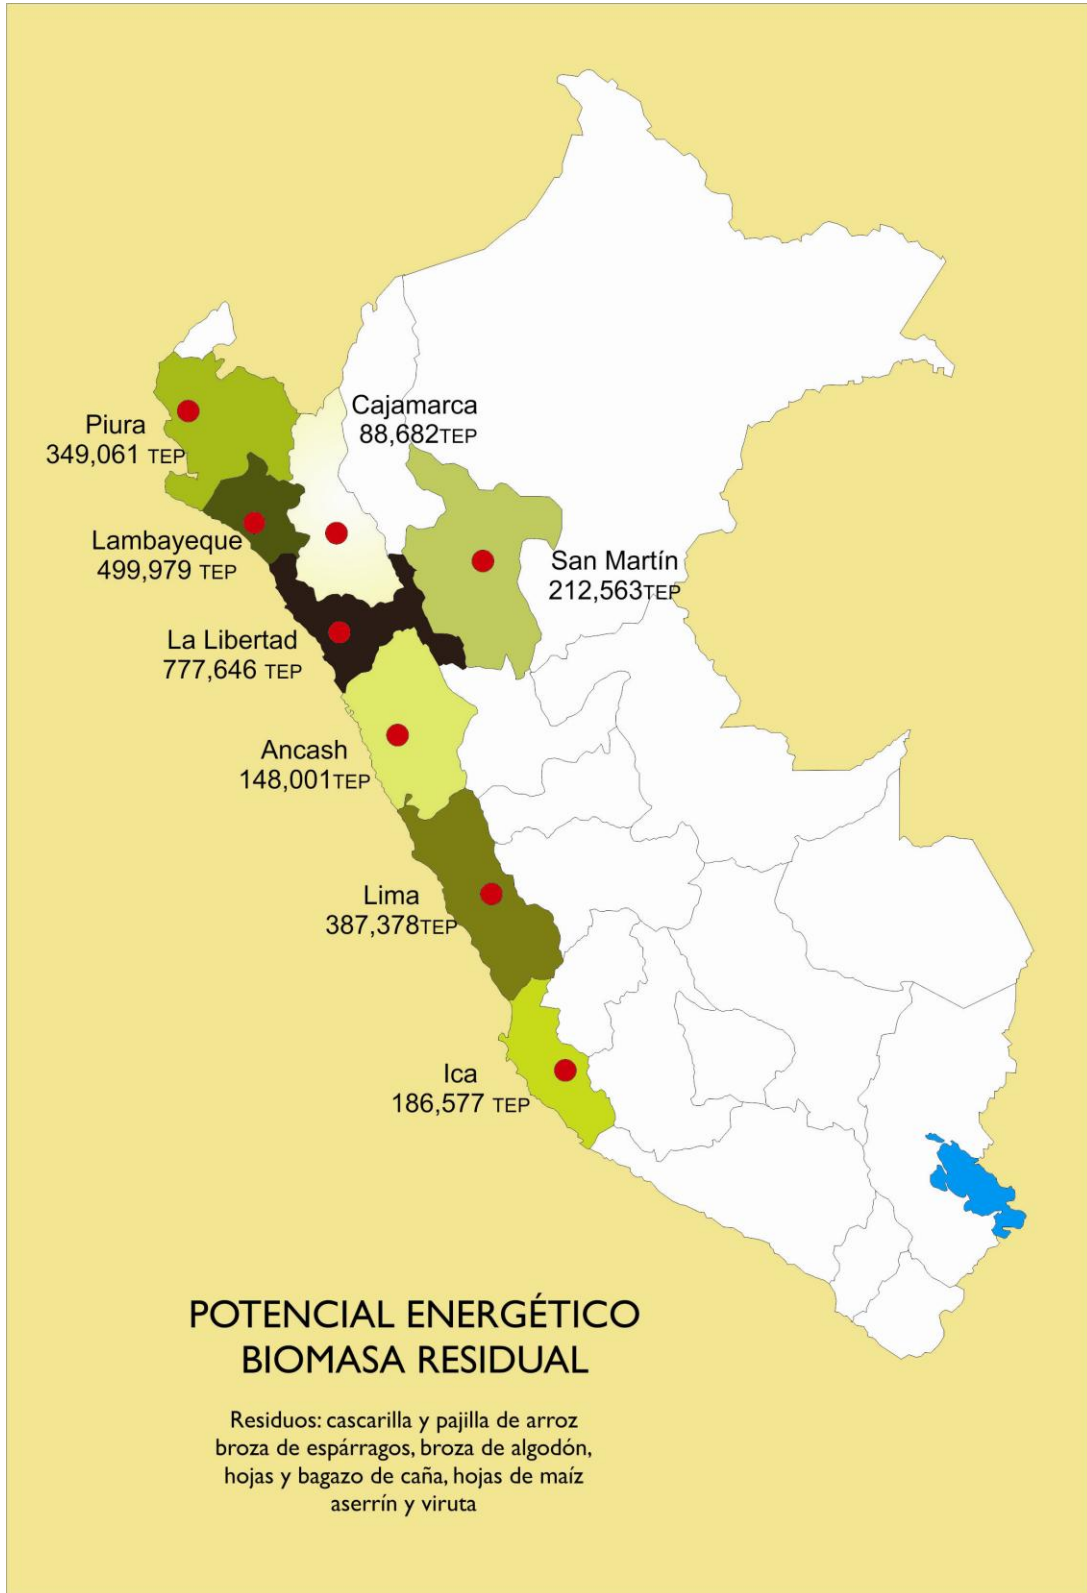 Cajamarca
88,682TEP
Piura
349,061 TEP
Lambayeque
499,979 TEP
San Martín
212,563TEP
La Libertad
777,646 TEP
Ancash
148,001TEP
Lima
387,378TEP
Ica
186,577 TEP
POTENCIAL ENERGÉTICO
BIOMASA RESIDUAL
Residuos: cascarilla y pajilla de arroz
broza de espárragos, broza de algodón,
hojas y bagazo de caña, hojas de maíz
aserrín y viruta